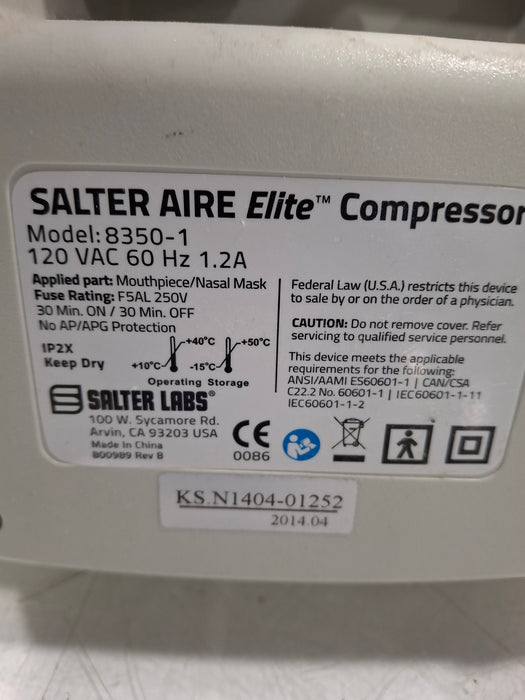 SALTER AIRE Elite™ Compressor
Model: 8350-1
120 VAC 60 Hz 1.2A
Applied part: Mouthpiece/Nasal Mask
Fuse Rating: F5AL 250V
30 Min. ON / 30 Min. OFF
No AP/APG Protection
IP2X
Keep Dry
+40°C
+10°C
+50°C
-15°C
Operating Storage
SALTER LABS®
100 W. Sycamore Rd.
Arvin, CA 93203 USA
Made In China
800989 Rev B
Federal Law (U.S.A.) restricts this device
to sale by or on the order of a physician.
CAUTION: Do not remove cover. Refer
servicing to qualified service personnel.
This device meets the applicable
requirements for the following:
ANSI/AAMI ES60601-1 | CAN/CSA
C22.2 No. 60601-1 | IEC60601-1-11
IEC60601-1-2
CE
0086
KS.N1404-01252
2014.04